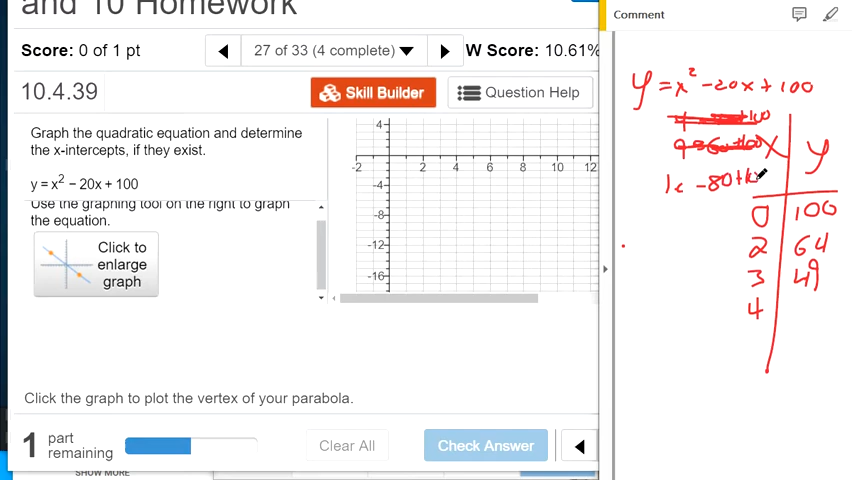 and 10 Homework
Score: 0 of 1 pt
27 of 33 (4 complete)
W Score: 10.61%
10.4.39
Skill Builder
Question Help
Graph the quadratic equation and determine
the x-intercepts, if they exist.
y = x² − 20x + 100
Use the graphing tool on the right to graph
the equation.
Click to
enlarge
graph
4
-2 2 4 6 8 10 12
-4
-8
-12
-16
Click the graph to plot the vertex of your parabola.
1 part
remaining
Clear All
Check Answer
SHOW MORE
Comment
y = x² − 20x + 100
x y
0 100
2 64
3 49
4